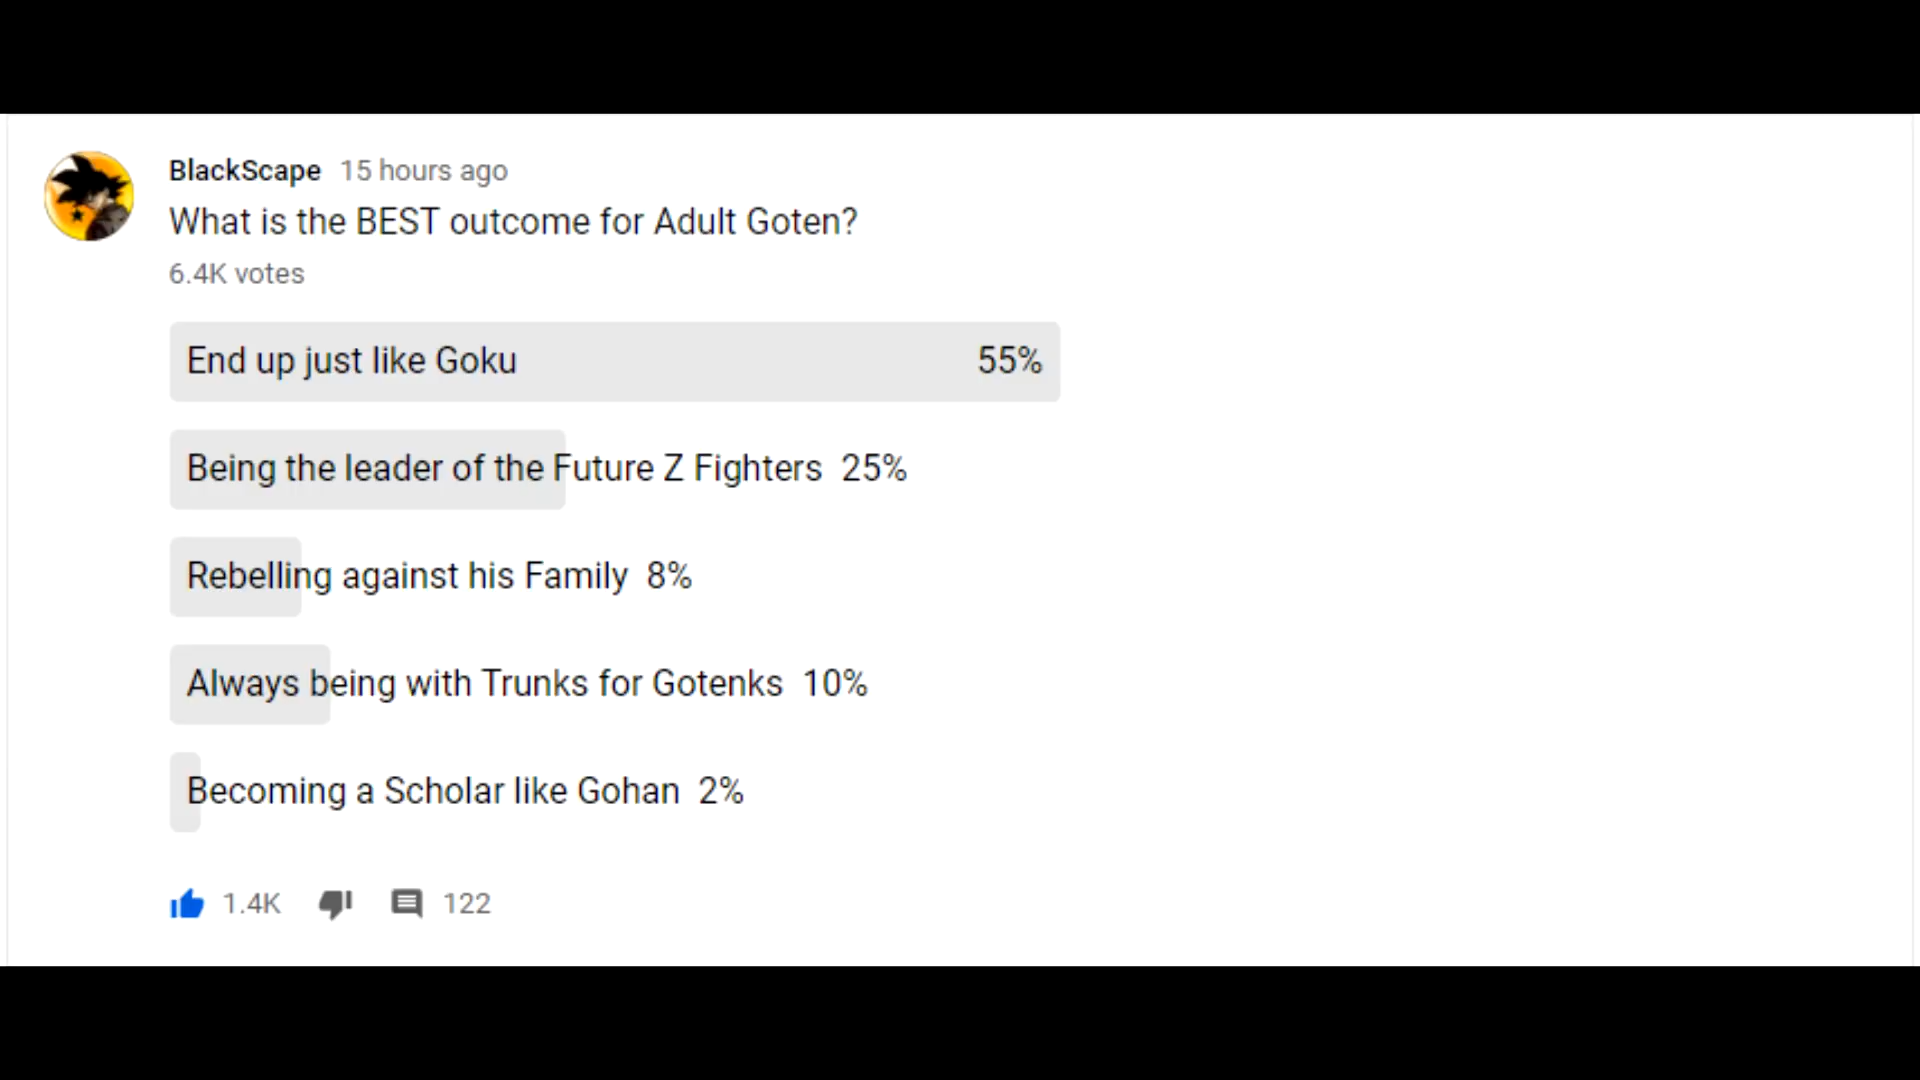 BlackScape 15 hours ago
What is the BEST outcome for Adult Goten?
6.4K votes
End up just like Goku 55%
Being the leader of the Future Z Fighters 25%
Rebelling against his Family 8%
Always being with Trunks for Gotenks 10%
Becoming a Scholar like Gohan 2%
1.4K 122